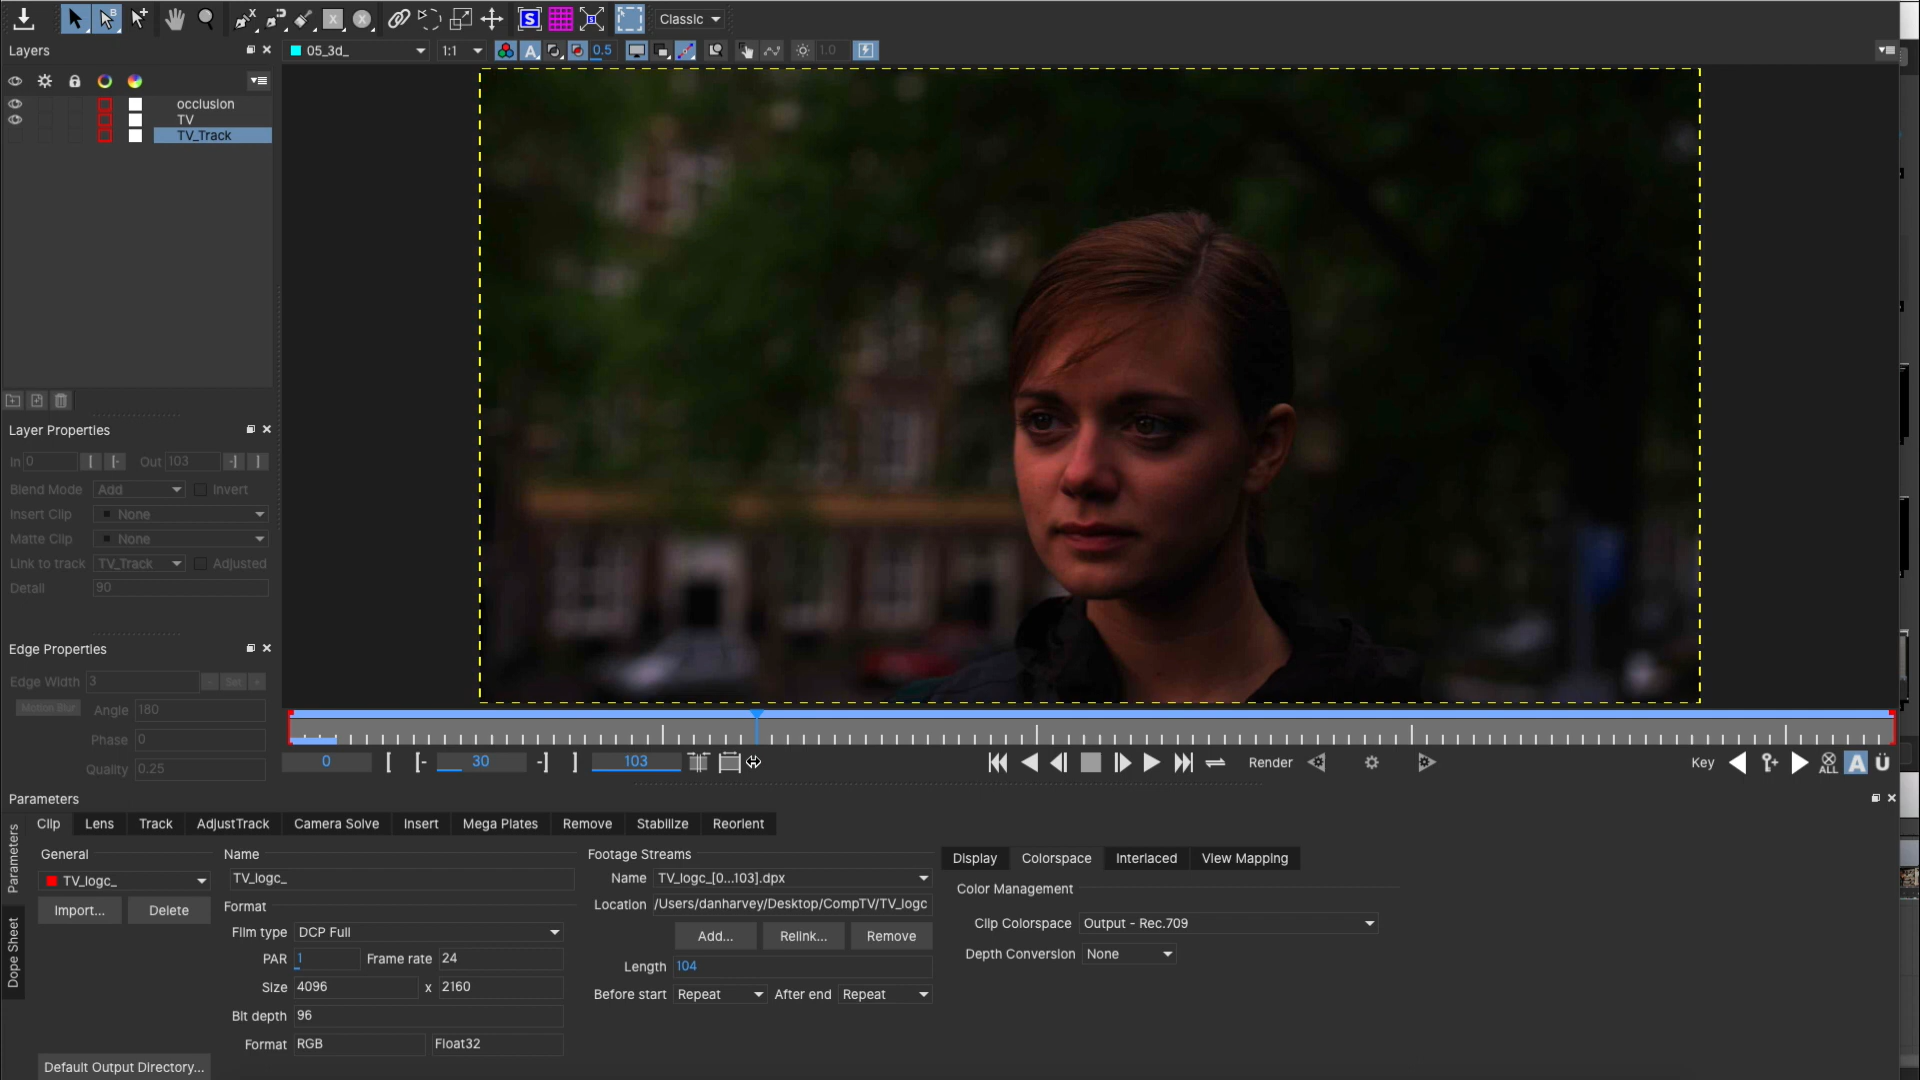 Classic
Layers
05_3d_
1:1
A
0.5
1.0
occlusion
TV
TV_Track
Layer Properties
In 0
Out 103
Blend Mode Add Invert
Insert Clip None
Matte Clip None
Link to track TV_Track Adjusted
Detail 90
Edge Properties
Edge Width 3 - Set +
Motion Blur Angle 180
Phase 0
Quality 0.25
0 [ [- 30 -] ] 103
Render
Key
ALL
A
Parameters
Parameters
Dope Sheet
Clip Lens Track AdjustTrack Camera Solve Insert Mega Plates Remove Stabilize Reorient
General
TV_logc_
Import... Delete
Default Output Directory...
Name
TV_logc_
Format
Film type DCP Full
PAR 1 Frame rate 24
Size 4096 x 2160
Bit depth 96
Format RGB Float32
Footage Streams
Name TV_logc_[0...103].dpx
Location /Users/danharvey/Desktop/CompTV/TV_logc
Add... Relink... Remove
Length 104
Before start Repeat After end Repeat
Display Colorspace Interlaced View Mapping
Color Management
Clip Colorspace Output - Rec.709
Depth Conversion None